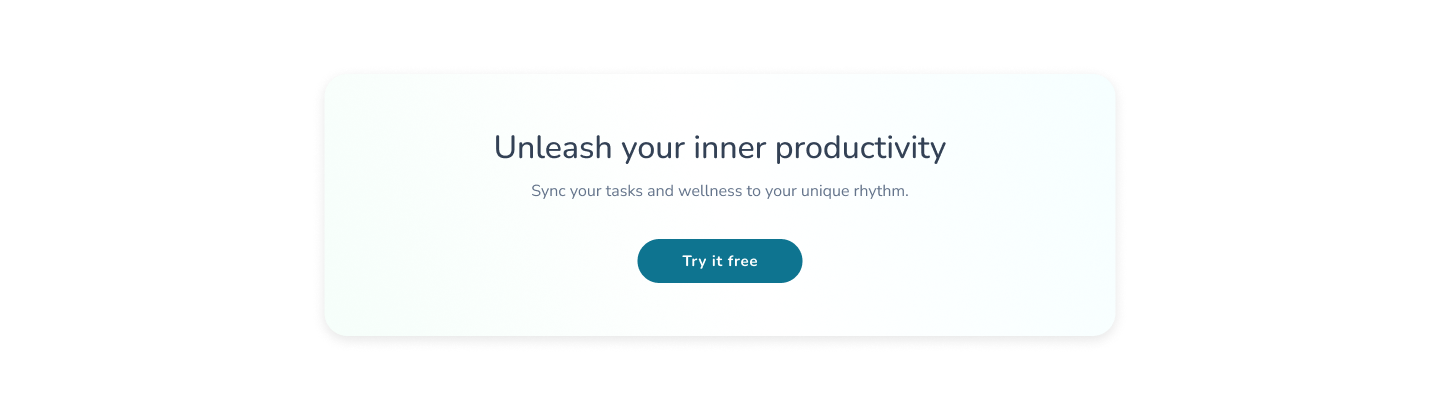 Unleash your inner productivity
Sync your tasks and wellness to your unique rhythm.
Try it free